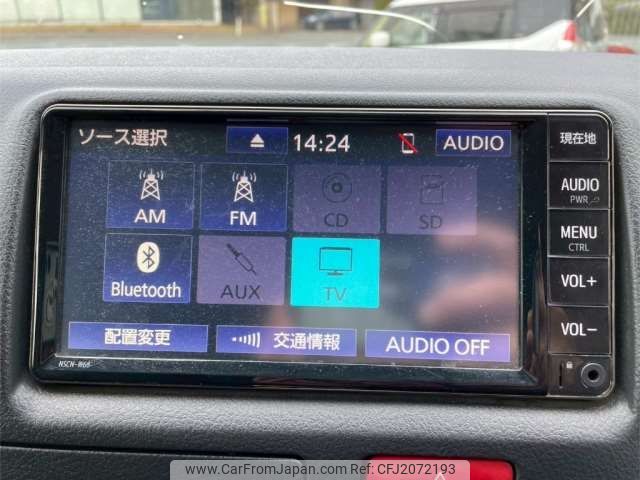 ソース選択
14:24
AUDIO
現在地
AM
FM
CD
SD
AUDIO
PWR
MENU
CTRL
Bluetooth
AUX
TV
VOL+
配置変更
交通情報
AUDIO OFF
VOL-
NSCN-W68
www.CarFromJapan.com | Ref. No CFJ2072193